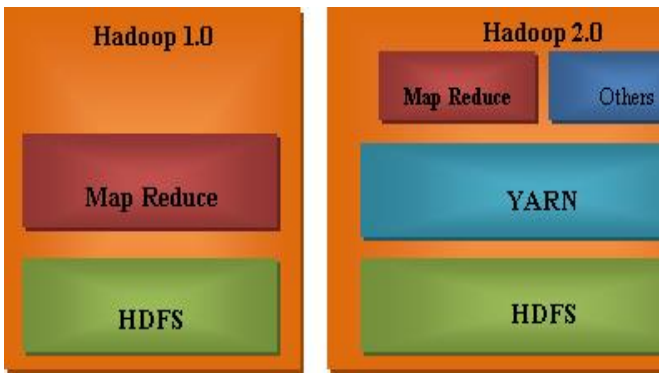 Hadoop 1.0
Map Reduce
HDFS
Hadoop 2.0
Map Reduce
Others
YARN
HDFS